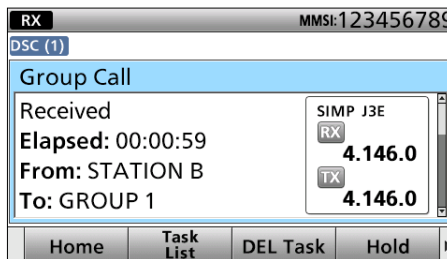 RX MMSI:123456789
DSC (1)
Group Call
Received
Elapsed: 00:00:59
From: STATION B
To: GROUP 1
SIMP J3E
RX
4.146.0
TX
4.146.0
Home Task List DEL Task Hold